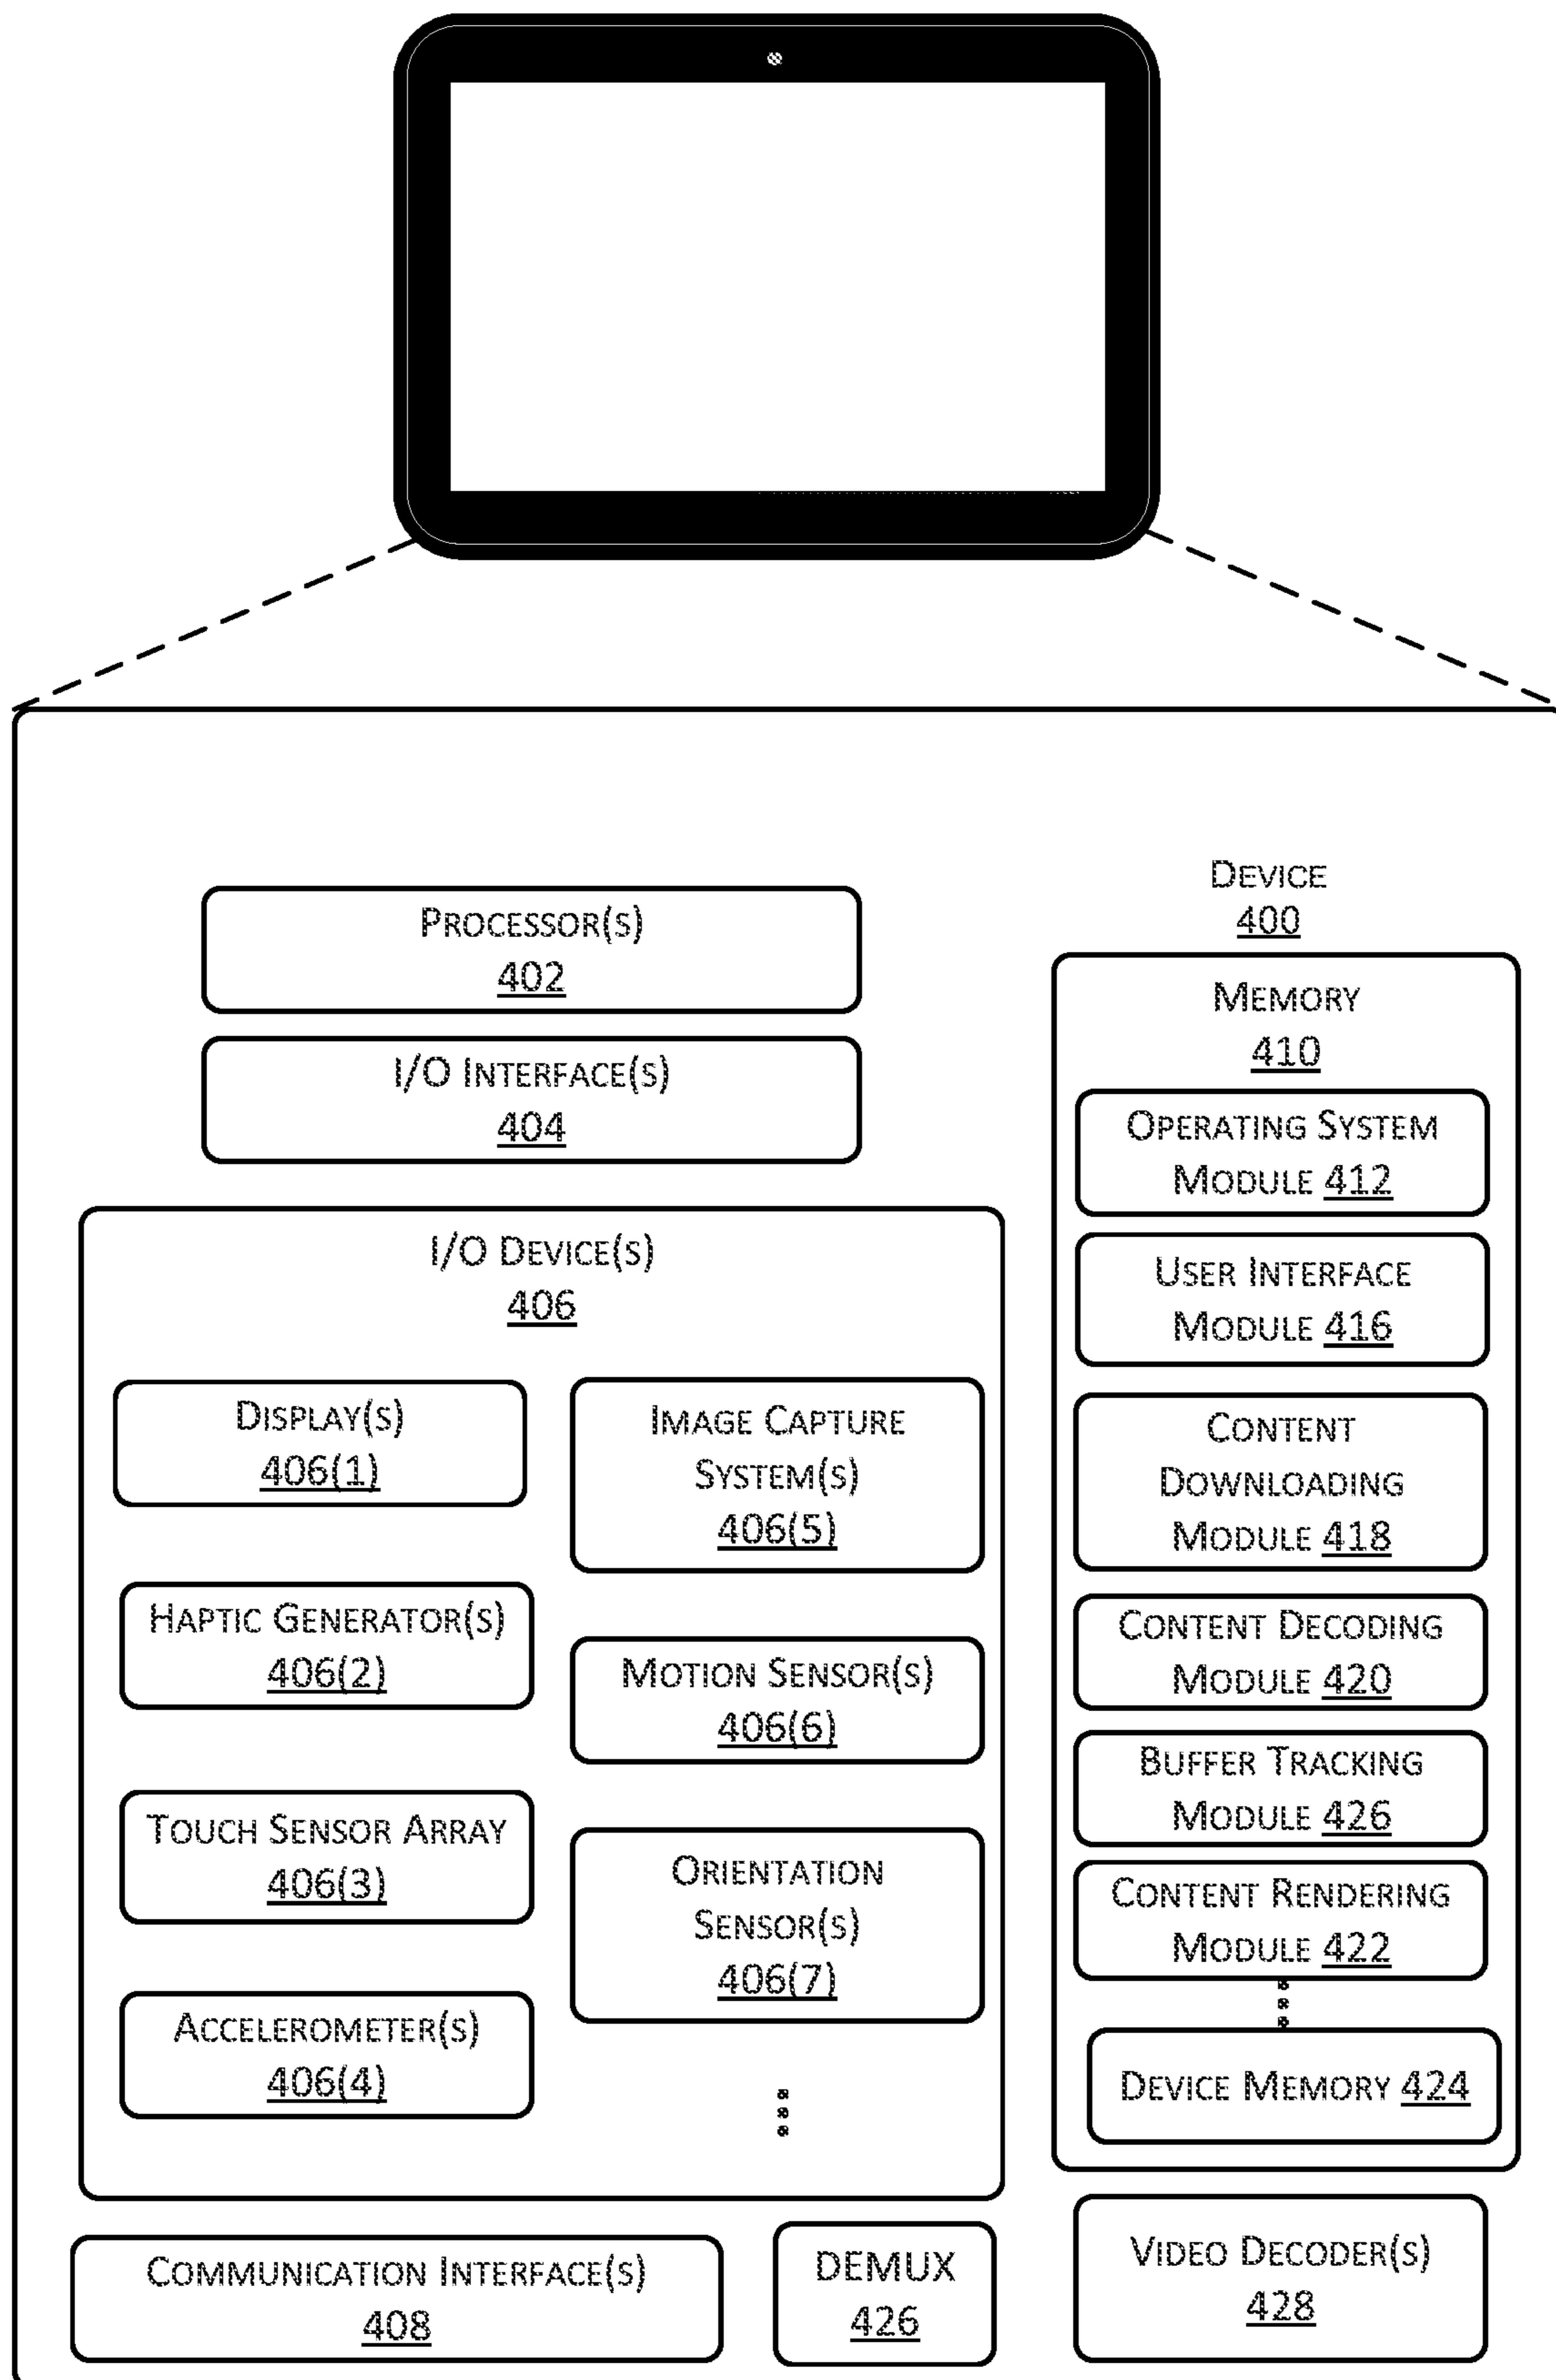 DEVICE
400
PROCESSOR(S)
402
I/O INTERFACE(S)
404
I/O DEVICE(S)
406
DISPLAY(S)
406(1)
HAPTIC GENERATOR(S)
406(2)
TOUCH SENSOR ARRAY
406(3)
ACCELEROMETER(S)
406(4)
IMAGE CAPTURE
SYSTEM(S)
406(5)
MOTION SENSOR(S)
406(6)
ORIENTATION
SENSOR(S)
406(7)
COMMUNICATION INTERFACE(S)
408
DEMUX
426
MEMORY
410
OPERATING SYSTEM
MODULE 412
USER INTERFACE
MODULE 416
CONTENT
DOWNLOADING
MODULE 418
CONTENT DECODING
MODULE 420
BUFFER TRACKING
MODULE 426
CONTENT RENDERING
MODULE 422
DEVICE MEMORY 424
VIDEO DECODER(S)
428